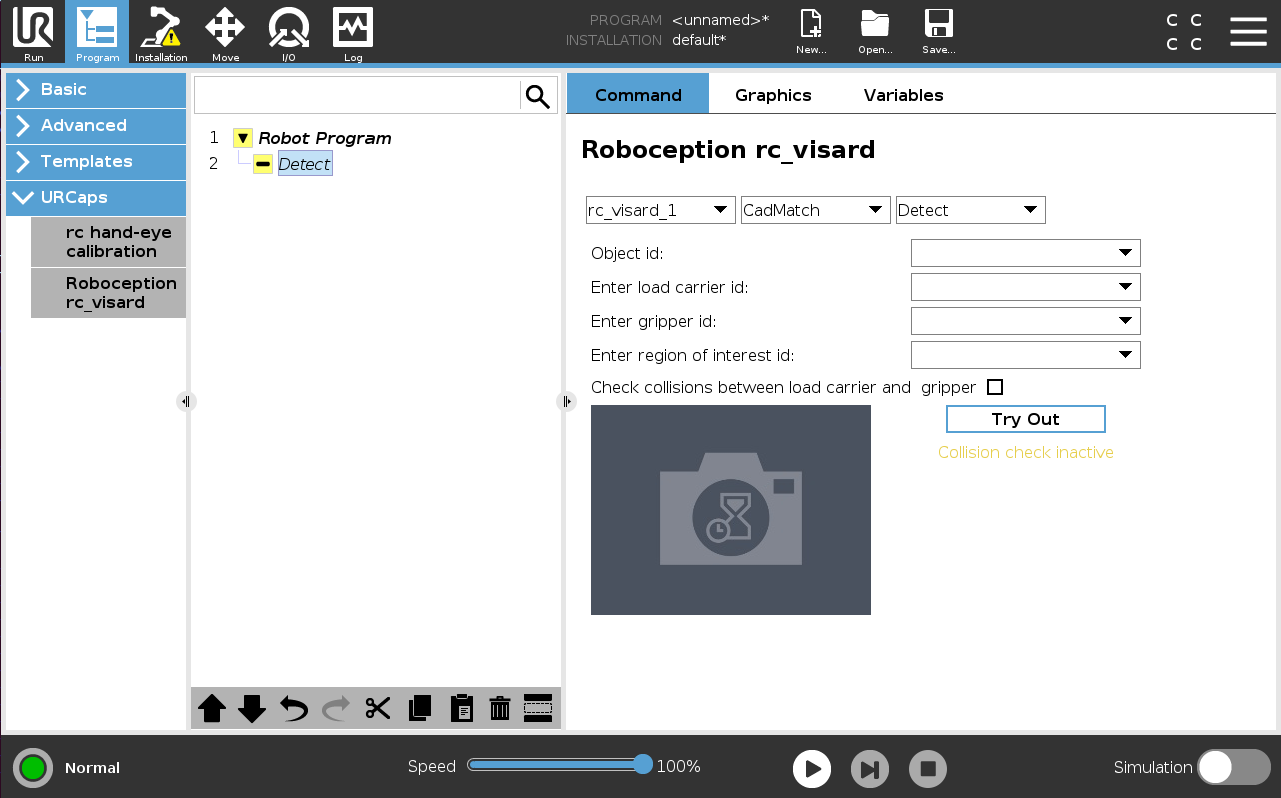 UR
PROGRAM <unnamed>*
INSTALLATION default*
C C
C C
Run Program Installation Move I/O Log New... Open... Save...
Basic
Advanced
Templates
URCaps
rc hand-eye
calibration
Roboception
rc_visard
1 Robot Program
2 Detect
Command Graphics Variables
Roboception rc_visard
rc_visard_1 CadMatch Detect
Object id:
Enter load carrier id:
Enter gripper id:
Enter region of interest id:
Check collisions between load carrier and gripper
Try Out
Collision check inactive
Normal
Speed 100%
Simulation